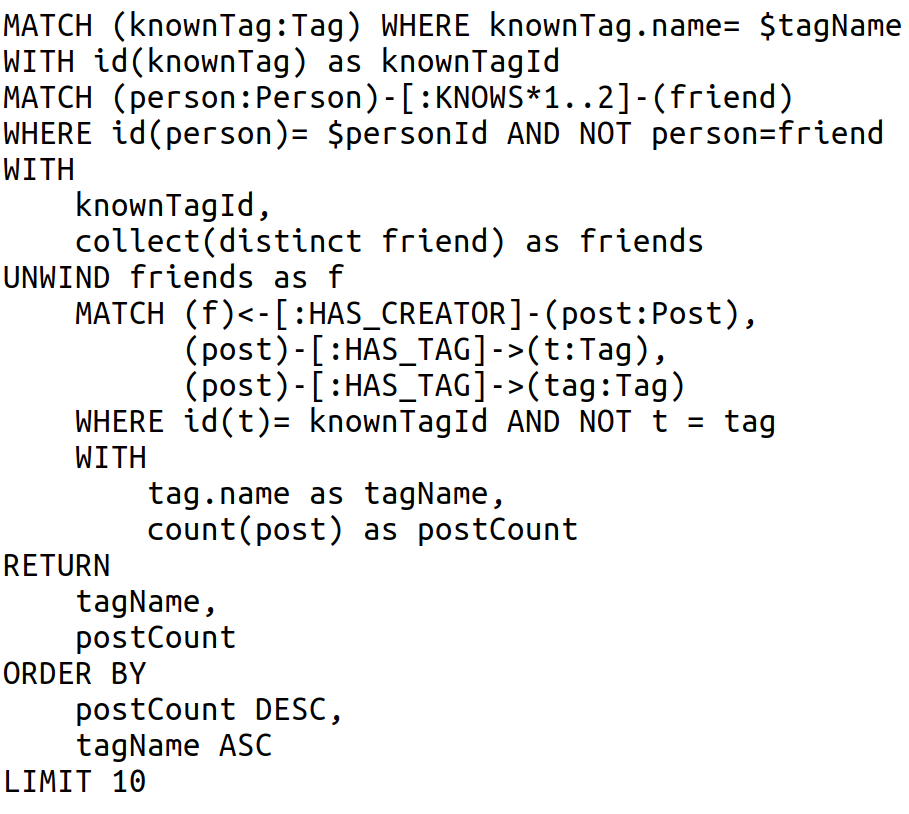 MATCH (knownTag:Tag) WHERE knownTag.name= $tagName
WITH id(knownTag) as knownTagId
MATCH (person:Person)-[:KNOWS*1..2]-(friend)
WHERE id(person)= $personId AND NOT person=friend
WITH
    knownTagId,
    collect(distinct friend) as friends
UNWIND friends as f
    MATCH (f)<-[:HAS_CREATOR]-(post:Post),
          (post)-[:HAS_TAG]->(t:Tag),
          (post)-[:HAS_TAG]->(tag:Tag)
    WHERE id(t)= knownTagId AND NOT t = tag
    WITH
        tag.name as tagName,
        count(post) as postCount
RETURN
    tagName,
    postCount
ORDER BY
    postCount DESC,
    tagName ASC
LIMIT 10